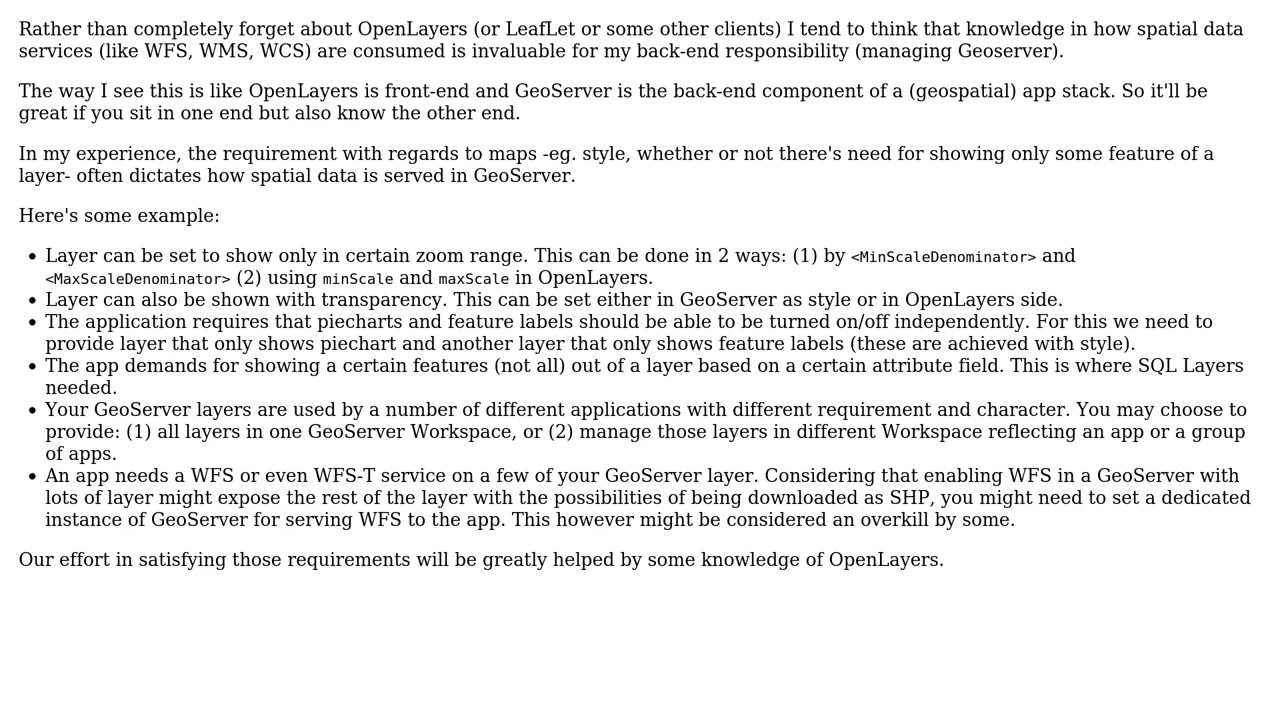 Rather than completely forget about OpenLayers (or LeafLet or some other clients) I tend to think that knowledge in how spatial data
services (like WFS, WMS, WCS) are consumed is invaluable for my back-end responsibility (managing Geoserver).
The way I see this is like OpenLayers is front-end and GeoServer is the back-end component of a (geospatial) app stack. So it'll be
great if you sit in one end but also know the other end.
In my experience, the requirement with regards to maps -eg. style, whether or not there's need for showing only some feature of a
layer- often dictates how spatial data is served in GeoServer.
Here's some example:
• Layer can be set to show only in certain zoom range. This can be done in 2 ways: (1) by <MinScaleDenominator> and
<MaxScaleDenominator> (2) using minScale and maxScale in OpenLayers.
• Layer can also be shown with transparency. This can be set either in GeoServer as style or in OpenLayers side.
• The application requires that piecharts and feature labels should be able to be turned on/off independently. For this we need to
provide layer that only shows piechart and another layer that only shows feature labels (these are achieved with style).
• The app demands for showing a certain features (not all) out of a layer based on a certain attribute field. This is where SQL Layers
needed.
• Your GeoServer layers are used by a number of different applications with different requirement and character. You may choose to
provide: (1) all layers in one GeoServer Workspace, or (2) manage those layers in different Workspace reflecting an app or a group
of apps.
• An app needs a WFS or even WFS-T service on a few of your GeoServer layer. Considering that enabling WFS in a GeoServer with
lots of layer might expose the rest of the layer with the possibilities of being downloaded as SHP, you might need to set a dedicated
instance of GeoServer for serving WFS to the app. This however might be considered an overkill by some.
Our effort in satisfying those requirements will be greatly helped by some knowledge of OpenLayers.